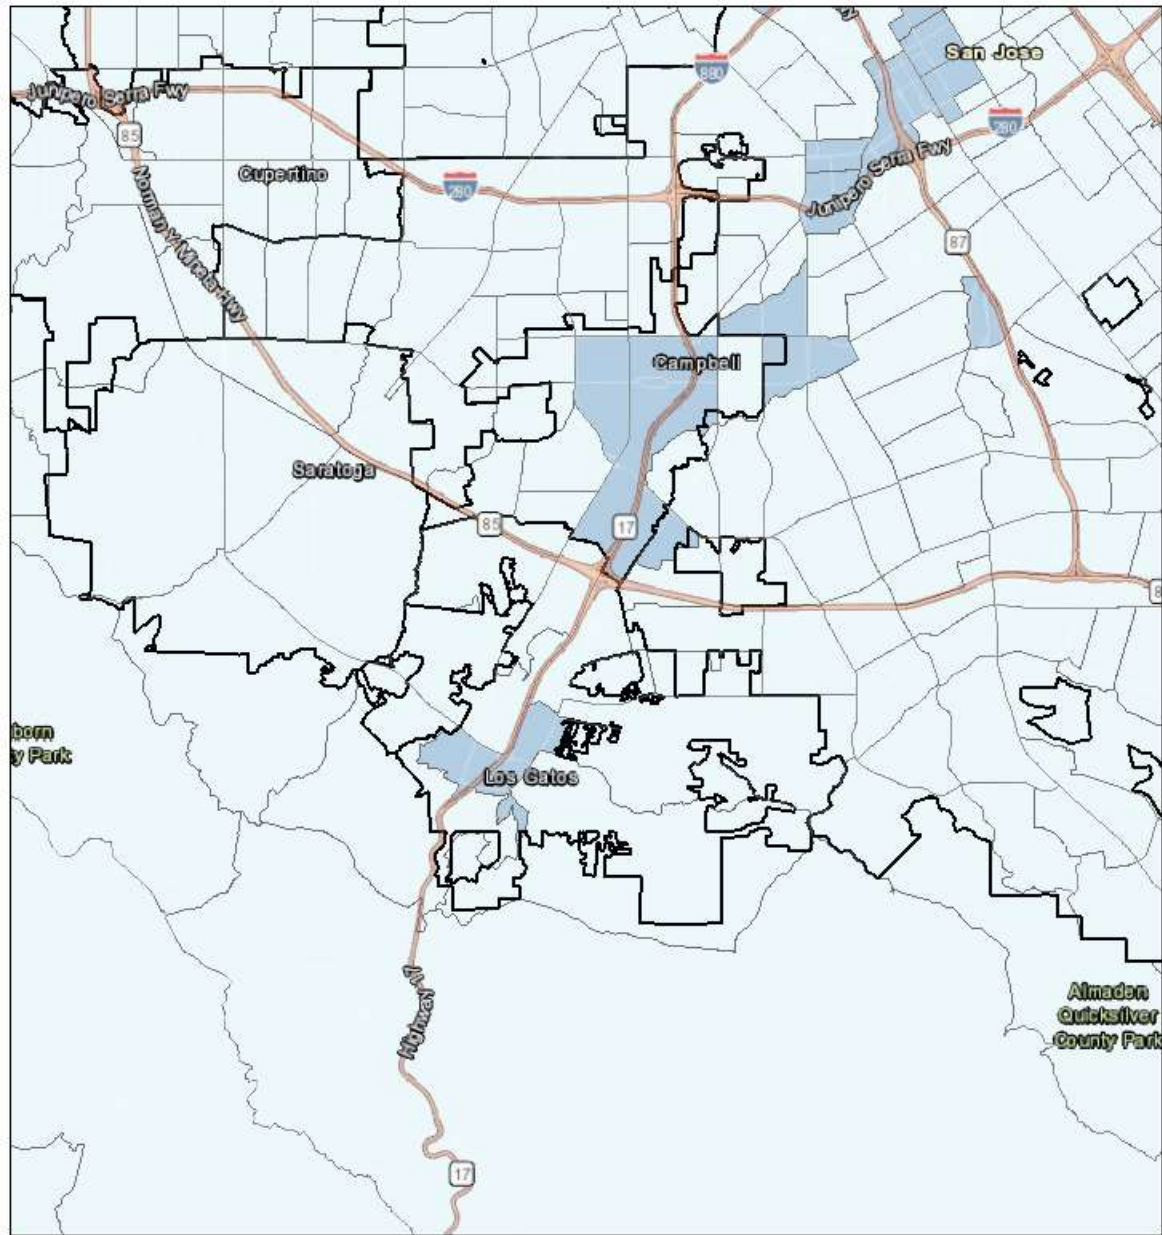 San Jose
880
Junipero Serra Fwy
280
85
Cupertino
280
Junipero Serra Fwy
Norman Y Mineta Hwy
87
Campbell
Saratoga
85
17
born
ty Park
Los Gatos
Almaden
Quicksilver
County Park
Highway 17
17